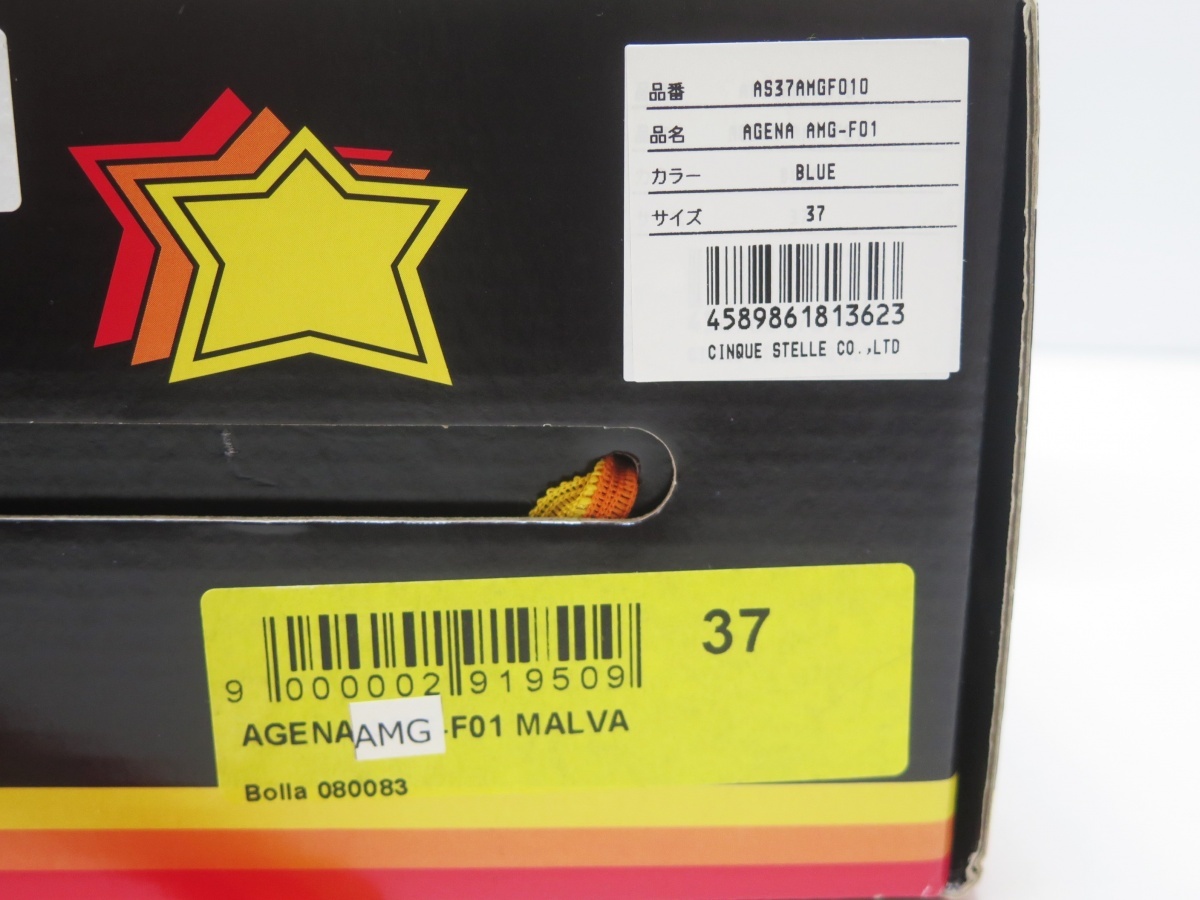 品番 AS37AMGF010
品名 AGENA AMG-F01
カラー BLUE
サイズ 37
4589861813623
CINQUE STELLE CO.,LTD
37
9 000002 919509
AGENA AMG-F01 MALVA
Bolla 080083